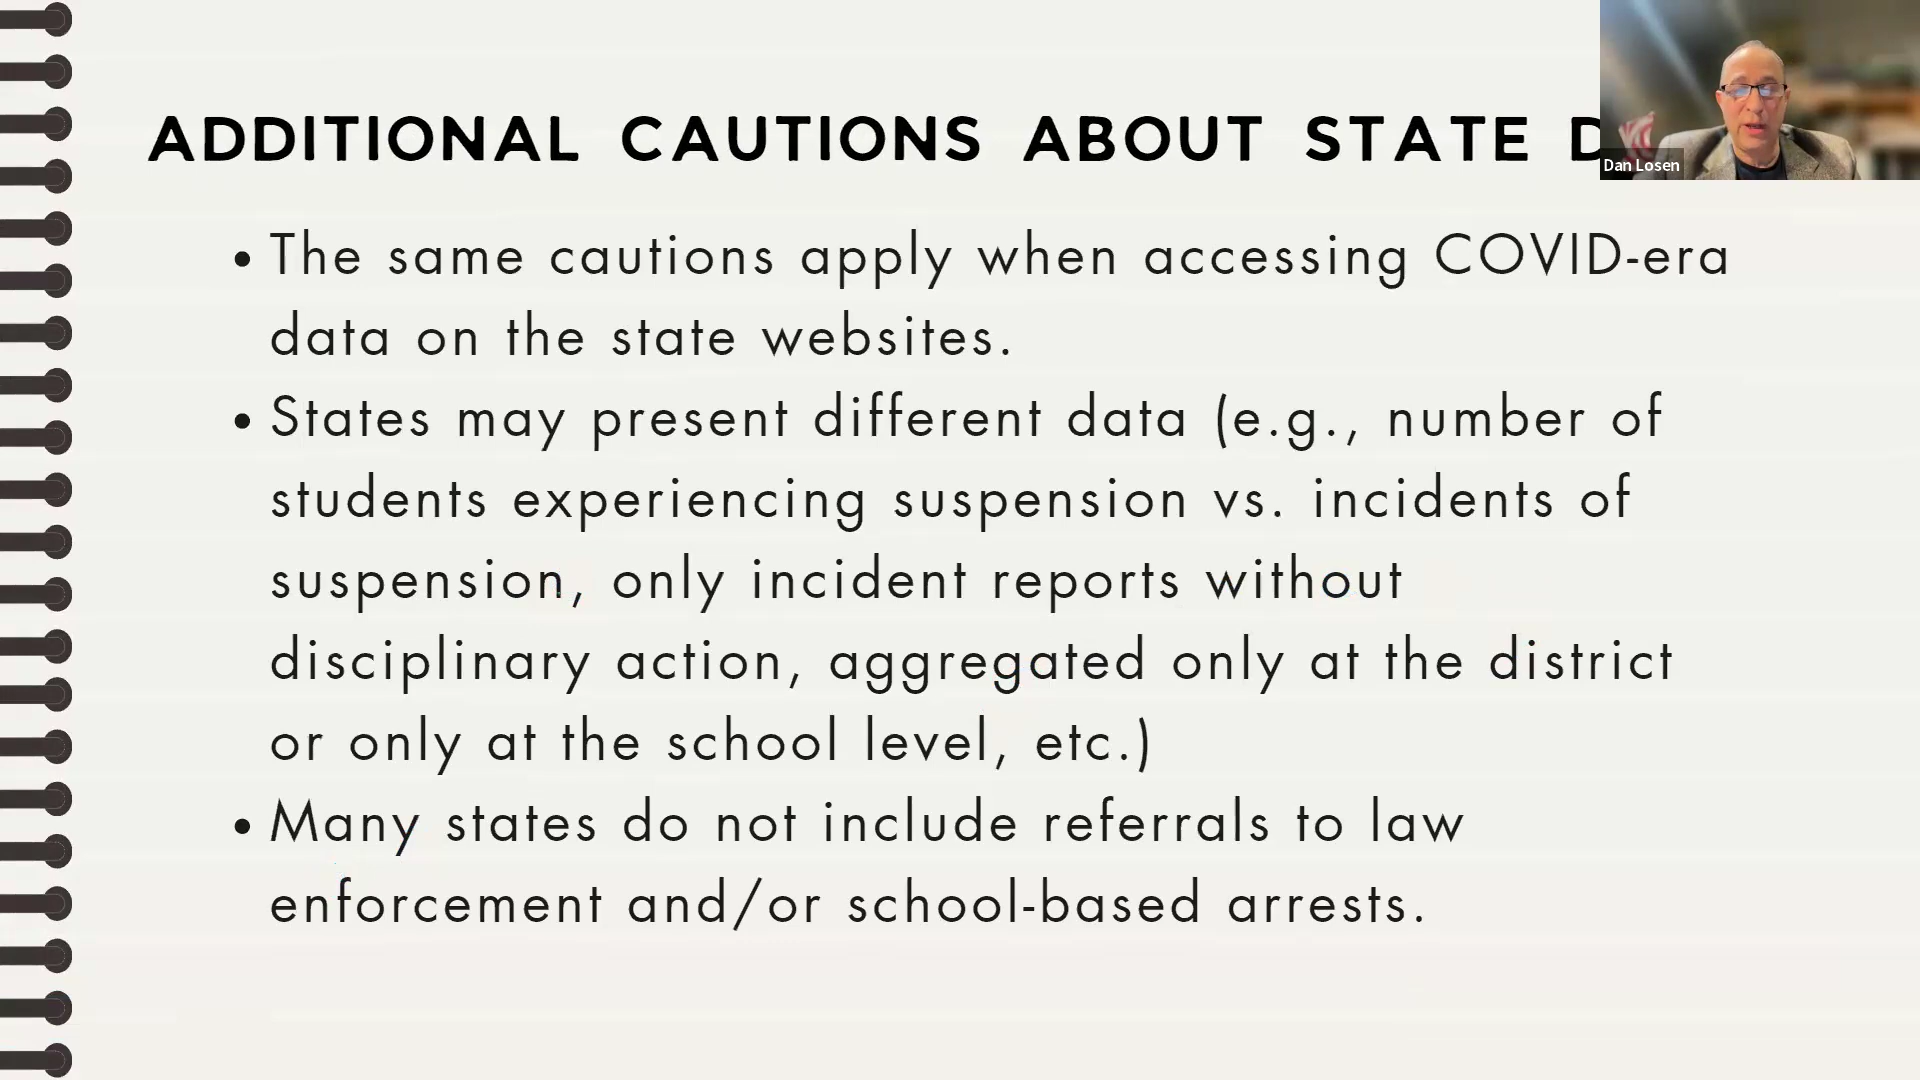 ADDITIONAL CAUTIONS ABOUT STATE
Dan Losen
• The same cautions apply when accessing COVID-era
data on the state websites.
• States may present different data (e.g., number of
students experiencing suspension vs. incidents of
suspension, only incident reports without
disciplinary action, aggregated only at the district
or only at the school level, etc.)
• Many states do not include referrals to law
enforcement and/or school-based arrests.